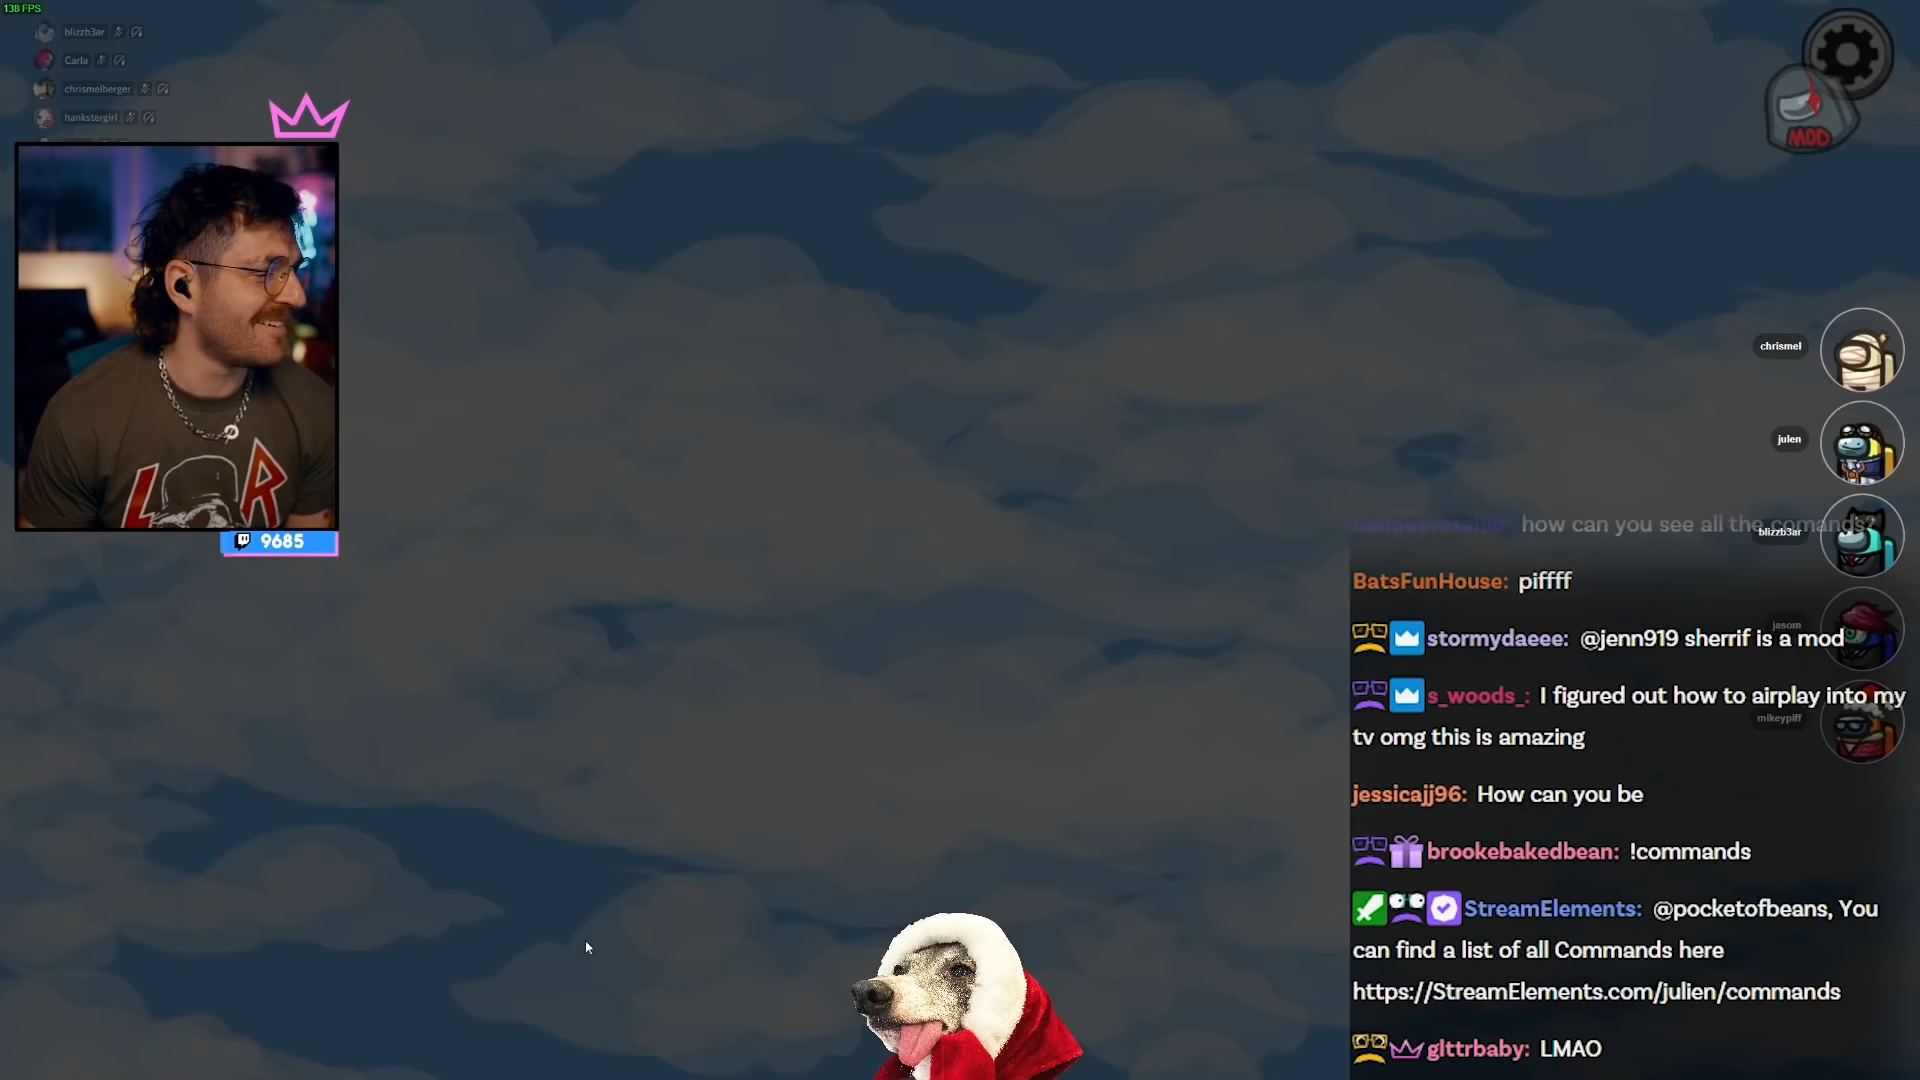 138 FPS
blizzb3ar
Carla
chrismelberger
hankstergirl
MOD
L R
9685
chrismel
julen
how can you see all the comands?
blizzb3ar
BatsFunHouse: piffff
jasom
stormydaeee: @jenn919 sherrif is a mod
s_woods_: I figured out how to airplay into my
mikeypiff
tv omg this is amazing
jessicajj96: How can you be
brookebakedbean: !commands
StreamElements: @pocketofbeans, You
can find a list of all Commands here
https://StreamElements.com/julien/commands
glttrbaby: LMAO